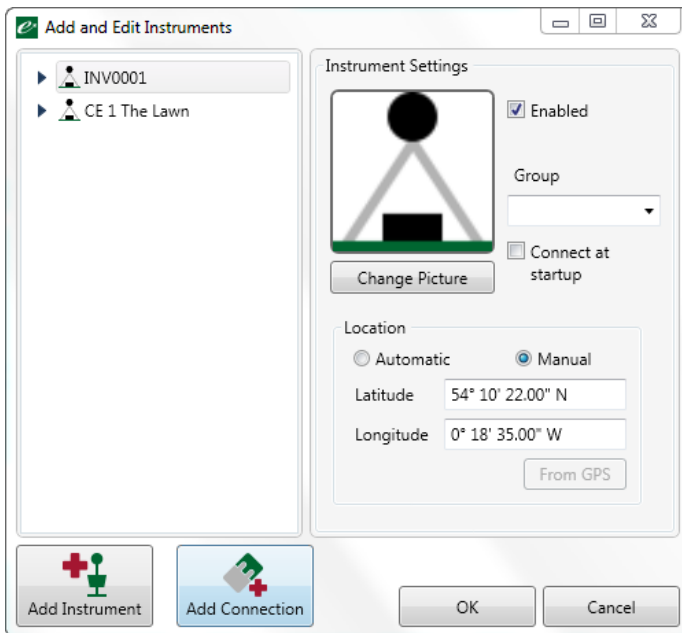 Add and Edit Instruments
INV0001
CE 1 The Lawn
Instrument Settings
Enabled
Group
Change Picture
Connect at
startup
Location
Automatic
Manual
Latitude
54° 10' 22.00" N
Longitude
0° 18' 35.00" W
From GPS
Add Instrument
Add Connection
OK
Cancel